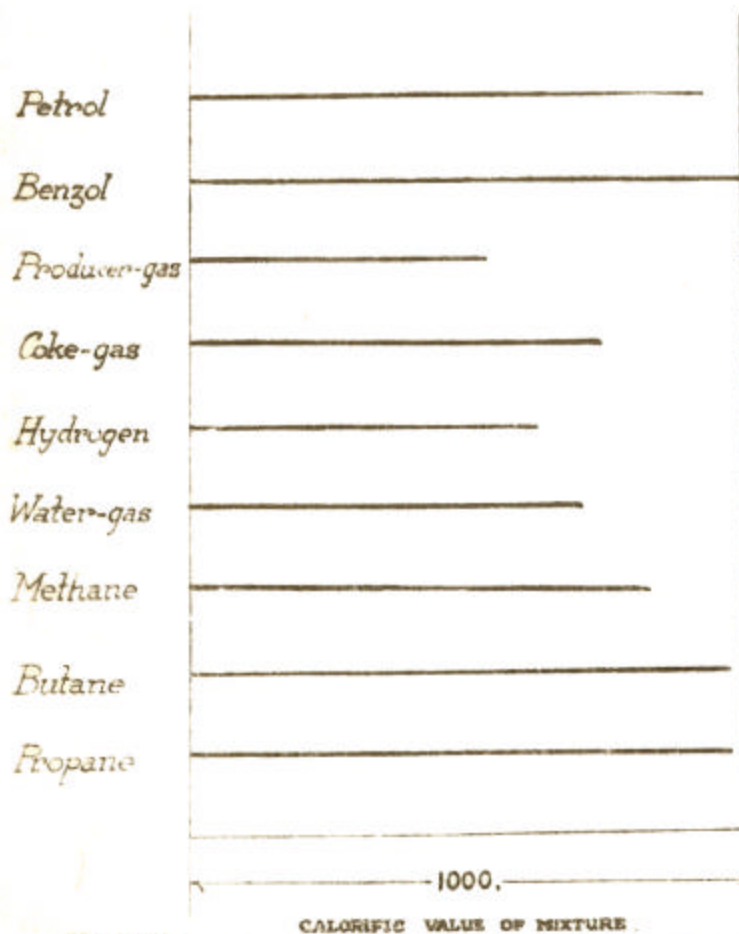 Petrol
Benzol
Producer-gas
Coke-gas
Hydrogen
Water-gas
Methane
Butane
Propane
1000.
CALORIFIC VALUE OF MIXTURE